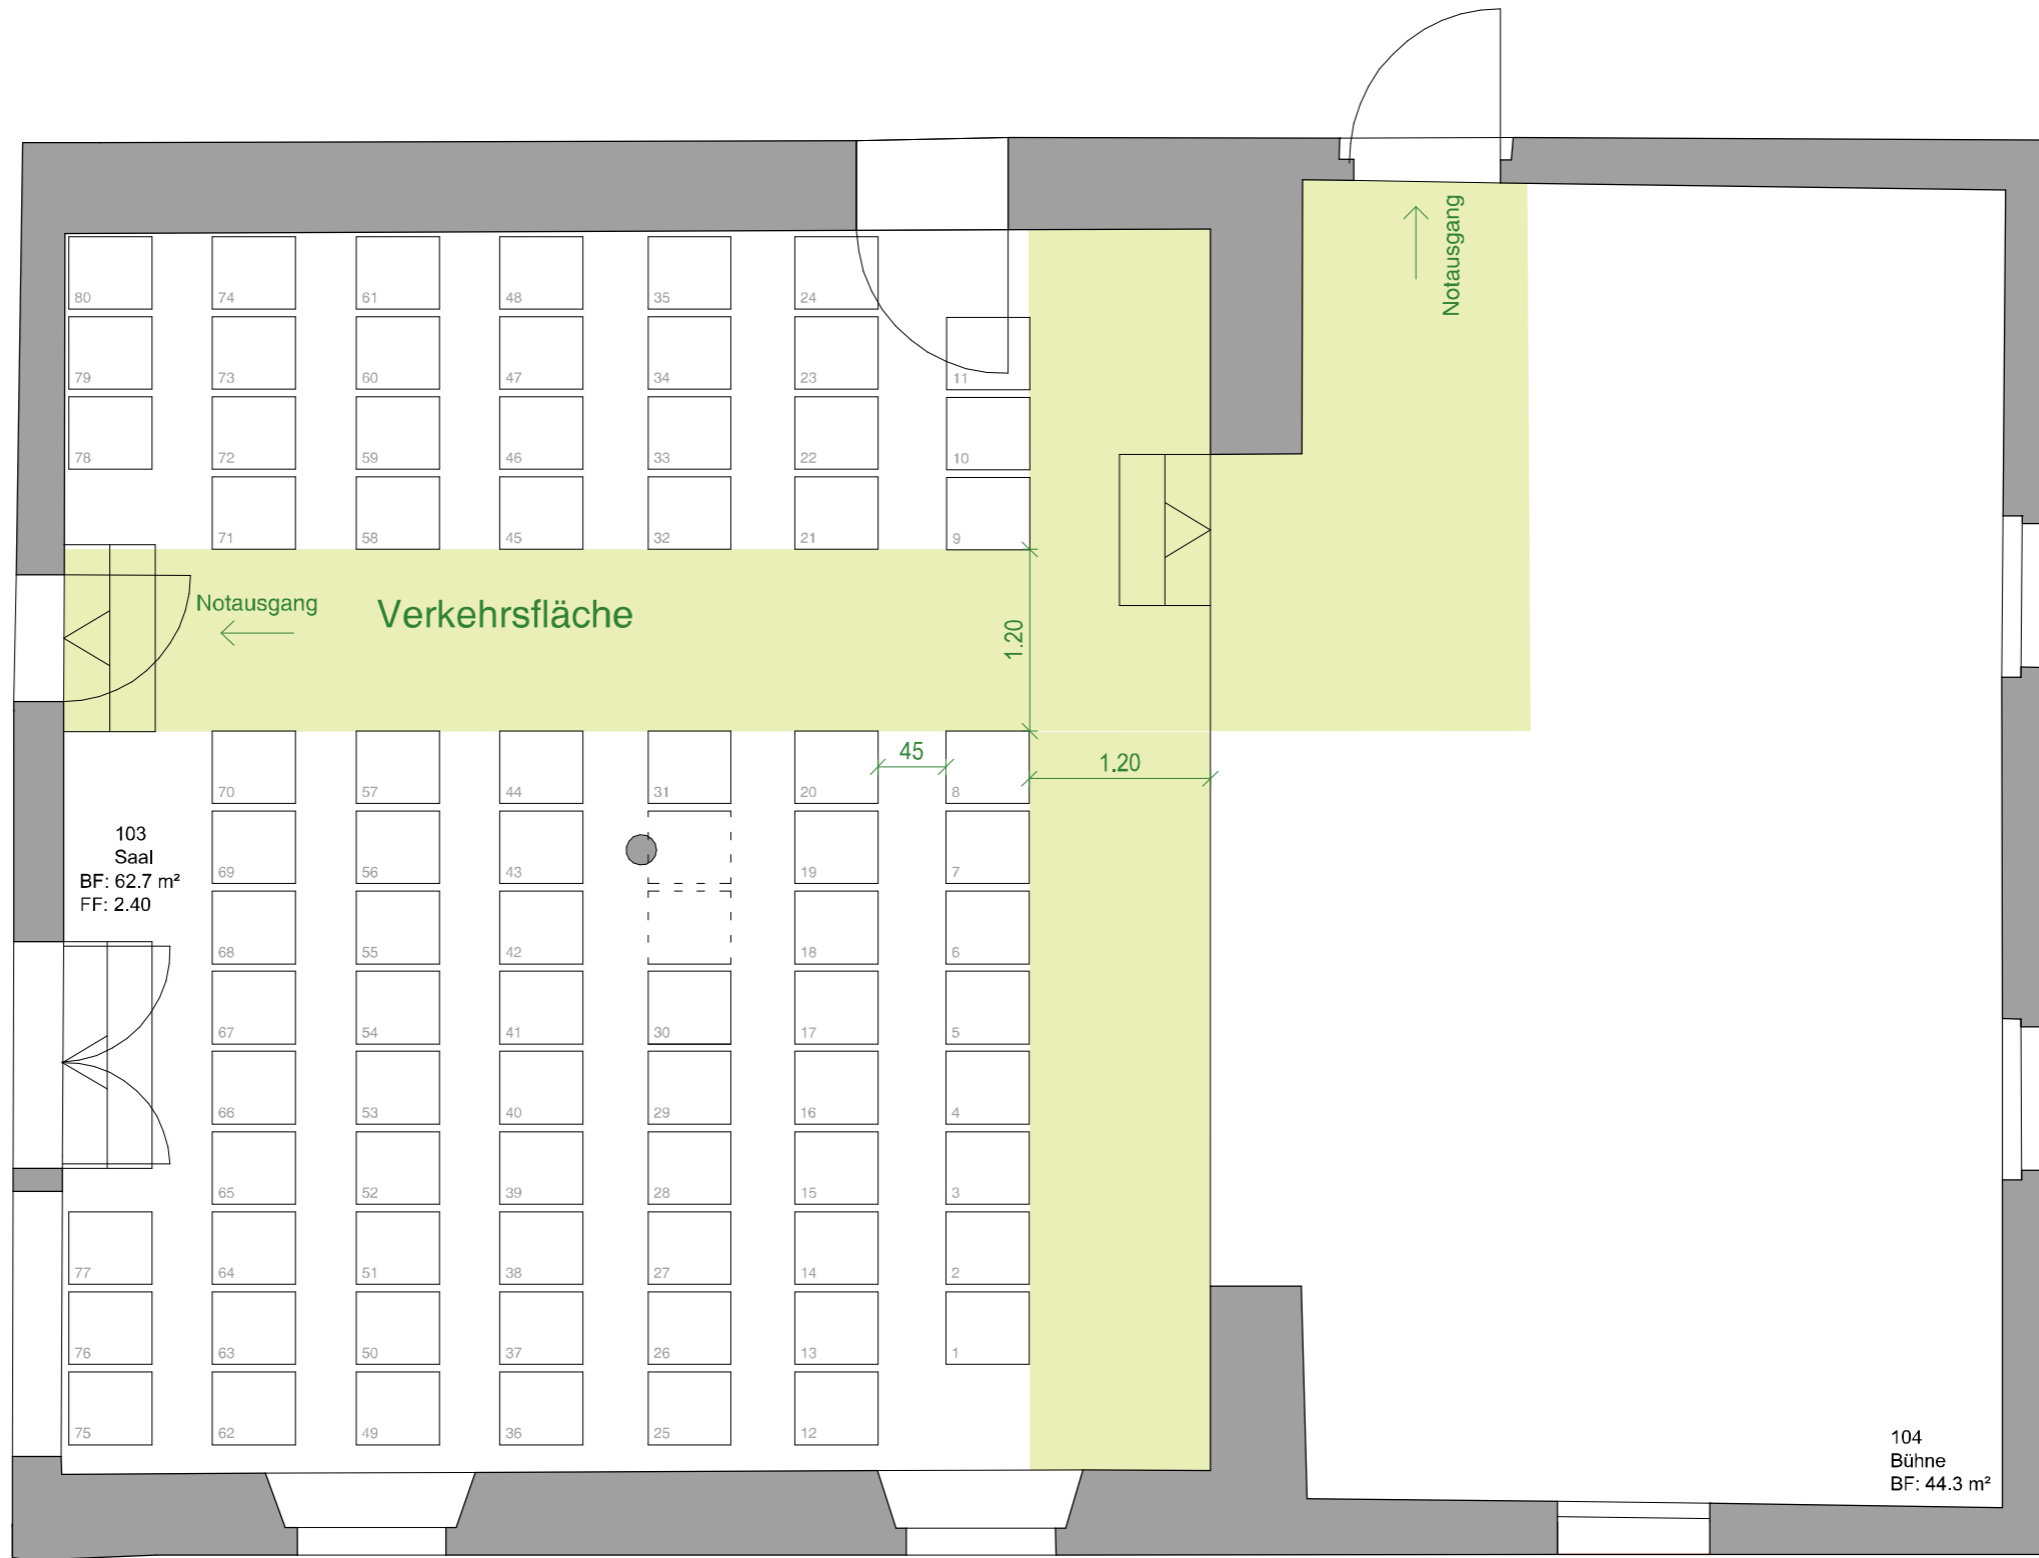 Notausgang
80 74 61 48 35 24
79 73 60 47 34 23 11
78 72 59 46 33 22 10
71 58 45 32 21 9
Notausgang
Verkehrsfläche
1.20
45
1.20
70 57 44 31 20 8
103
Saal
BF: 62.7 m²
FF: 2.40
69 56 43 19 7
68 55 42 18 6
67 54 41 30 17 5
66 53 40 29 16 4
65 52 39 28 15 3
77 64 51 38 27 14 2
76 63 50 37 26 13 1
75 62 49 36 25 12
104
Bühne
BF: 44.3 m²